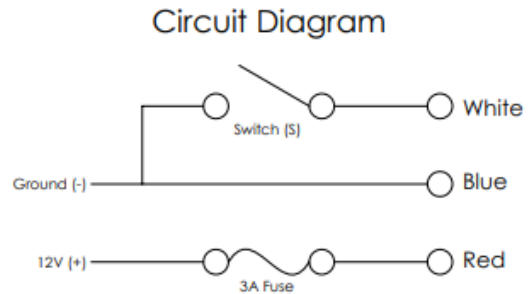 Circuit Diagram
White
Switch (S)
Ground (-)
Blue
12V (+)
Red
3A Fuse